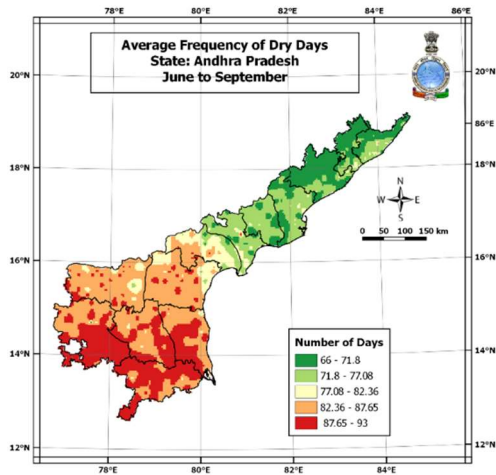 78°E
80°E
82°E
84°E
86°E
Average Frequency of Dry Days
State: Andhra Pradesh
June to September
20°N
20°N
86°E
18°N
18°N
N
W
E
S
0 50 100 150 km
16°N
16°N
Number of Days
66 - 71.8
71.8 - 77.08
77.08 - 82.36
82.36 - 87.65
87.65 - 93
14°N
14°N
12°N
12°N
78°E
80°E
82°E
84°E